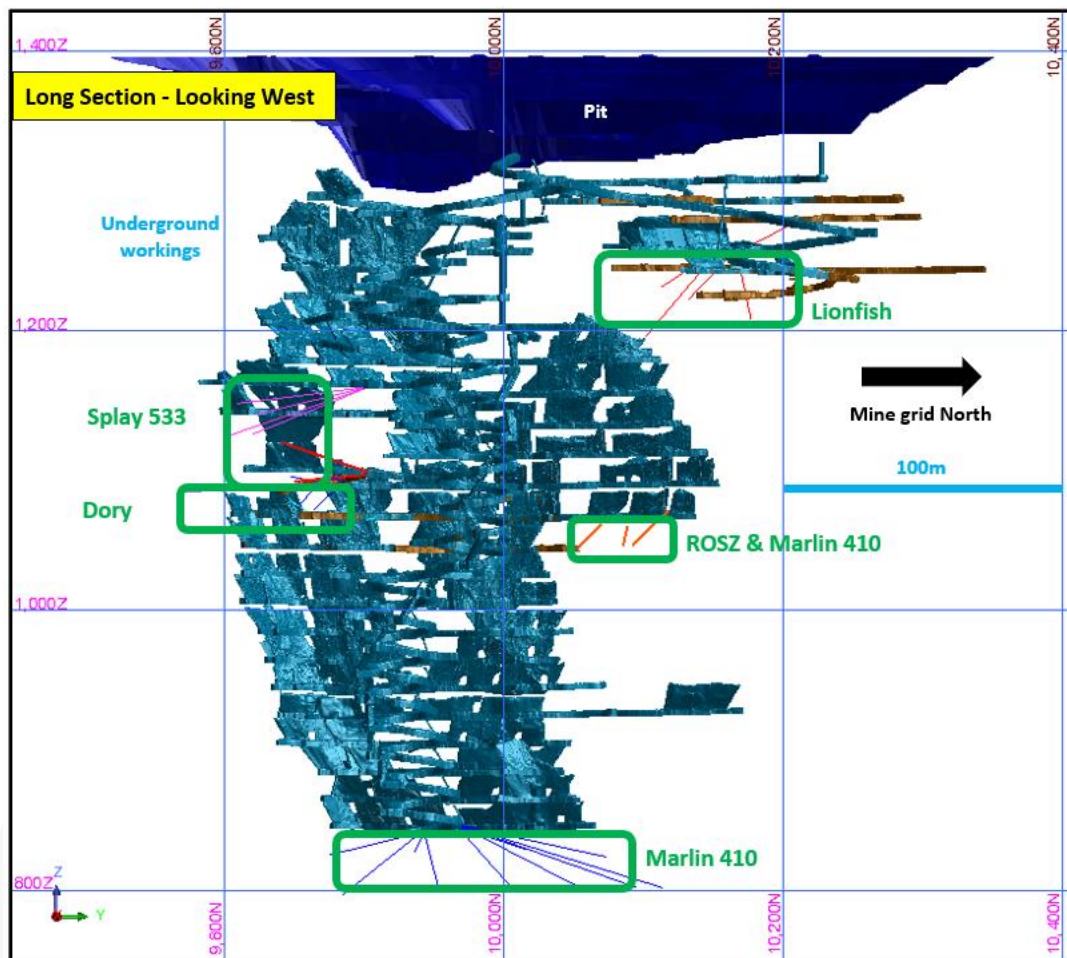 1,400Z
9,800N
10,000N
10,200N
10,400N
Long Section - Looking West
Pit
Underground
workings
Lionfish
1,200Z
Mine grid North
Splay 533
100m
Dory
ROSZ & Marlin 410
1,000Z
Marlin 410
800Z
Z
Y
9,800N
10,000N
10,200N
10,400N